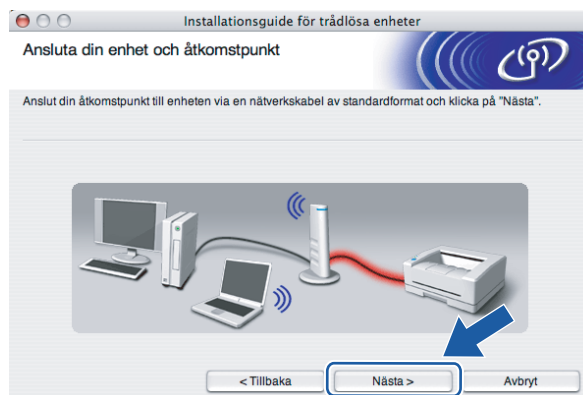 Installationsguide för trådlösa enheter
Ansluta din enhet och åtkomstpunkt
Anslut din åtkomstpunkt till enheten via en nätverkskabel av standardformat och klicka på "Nästa".
< Tillbaka
Nästa >
Avbryt